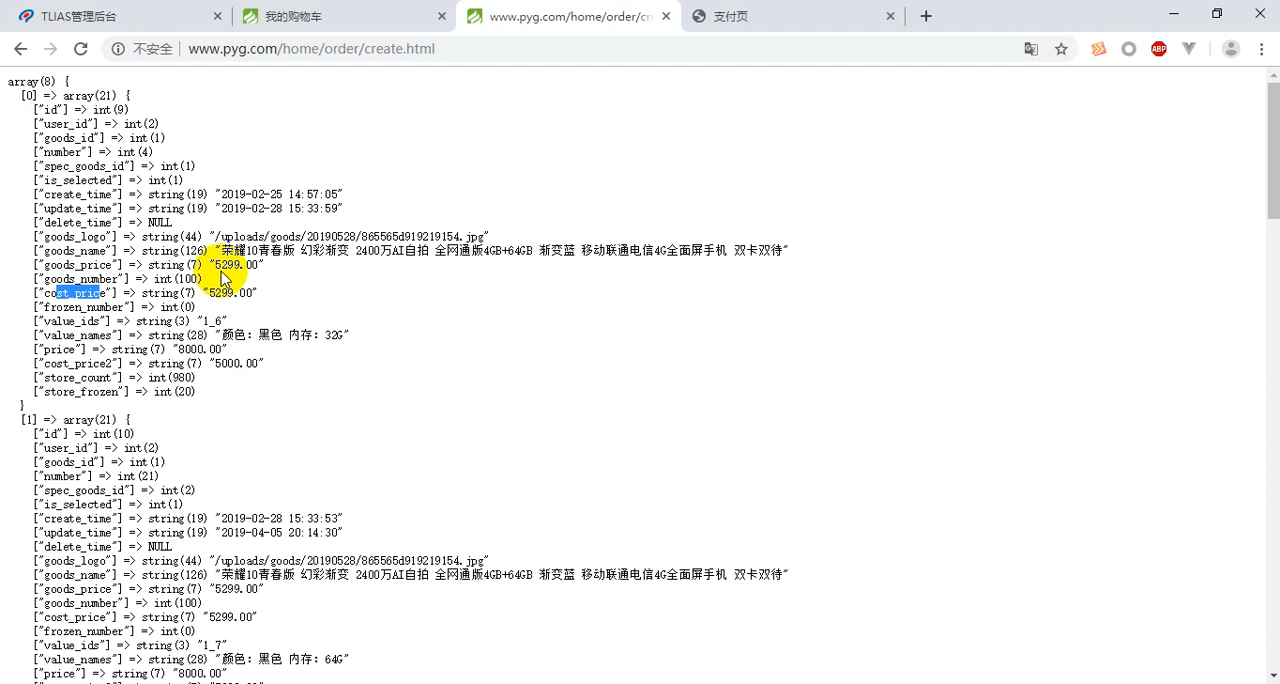 TLIAS管理后台
我的购物车
www.pyg.com/home/order/cre
支付页
不安全
www.pyg.com/home/order/create.html
ABP
array(8) {
[0] => array(21) {
["id"] => int(9)
["user_id"] => int(2)
["goods_id"] => int(1)
["number"] => int(4)
["spec_goods_id"] => int(1)
["is_selected"] => int(1)
["create_time"] => string(19) "2019-02-25 14:57:05"
["update_time"] => string(19) "2019-02-28 15:33:59"
["delete_time"] => NULL
["goods_logo"] => string(44) "/uploads/goods/20190528/865565d919219154.jpg"
["goods_name"] => string(126) "荣耀10青春版 幻彩渐变 2400万AI自拍 全网通版4GB+64GB 渐变蓝 移动联通电信4G全面屏手机 双卡双待"
["goods_price"] => string(7) "5299.00"
["goods_number"] => int(100)
["cost_price"] => string(7) "5299.00"
["frozen_number"] => int(0)
["value_ids"] => string(3) "1_6"
["value_names"] => string(28) "颜色：黑色 内存：32G"
["price"] => string(7) "8000.00"
["cost_price2"] => string(7) "5000.00"
["store_count"] => int(980)
["store_frozen"] => int(20)
}
[1] => array(21) {
["id"] => int(10)
["user_id"] => int(2)
["goods_id"] => int(1)
["number"] => int(21)
["spec_goods_id"] => int(2)
["is_selected"] => int(1)
["create_time"] => string(19) "2019-02-28 15:33:53"
["update_time"] => string(19) "2019-04-05 20:14:30"
["delete_time"] => NULL
["goods_logo"] => string(44) "/uploads/goods/20190528/865565d919219154.jpg"
["goods_name"] => string(126) "荣耀10青春版 幻彩渐变 2400万AI自拍 全网通版4GB+64GB 渐变蓝 移动联通电信4G全面屏手机 双卡双待"
["goods_price"] => string(7) "5299.00"
["goods_number"] => int(100)
["cost_price"] => string(7) "5299.00"
["frozen_number"] => int(0)
["value_ids"] => string(3) "1_7"
["value_names"] => string(28) "颜色：黑色 内存：64G"
["price"] => string(7) "8000.00"